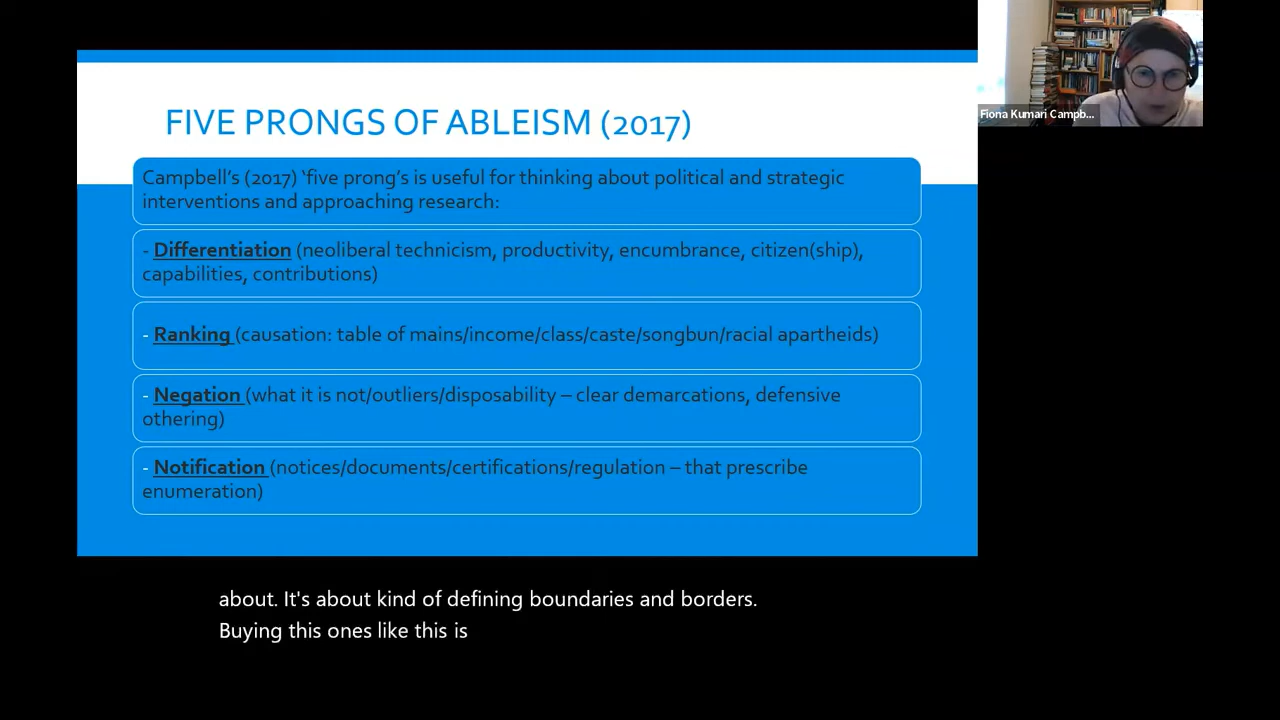 FIVE PRONGS OF ABLEISM (2017)
Campbell's (2017) 'five prong's is useful for thinking about political and strategic
interventions and approaching research:
- Differentiation (neoliberal technicism, productivity, encumbrance, citizen(ship),
capabilities, contributions)
- Ranking (causation: table of mains/income/class/caste/songbun/racial apartheids)
- Negation (what it is not/outliers/disposability – clear demarcations, defensive
othering)
- Notification (notices/documents/certifications/regulation – that prescribe
enumeration)
Fiona Kumari Campb...
about. It's about kind of defining boundaries and borders.
Buying this ones like this is